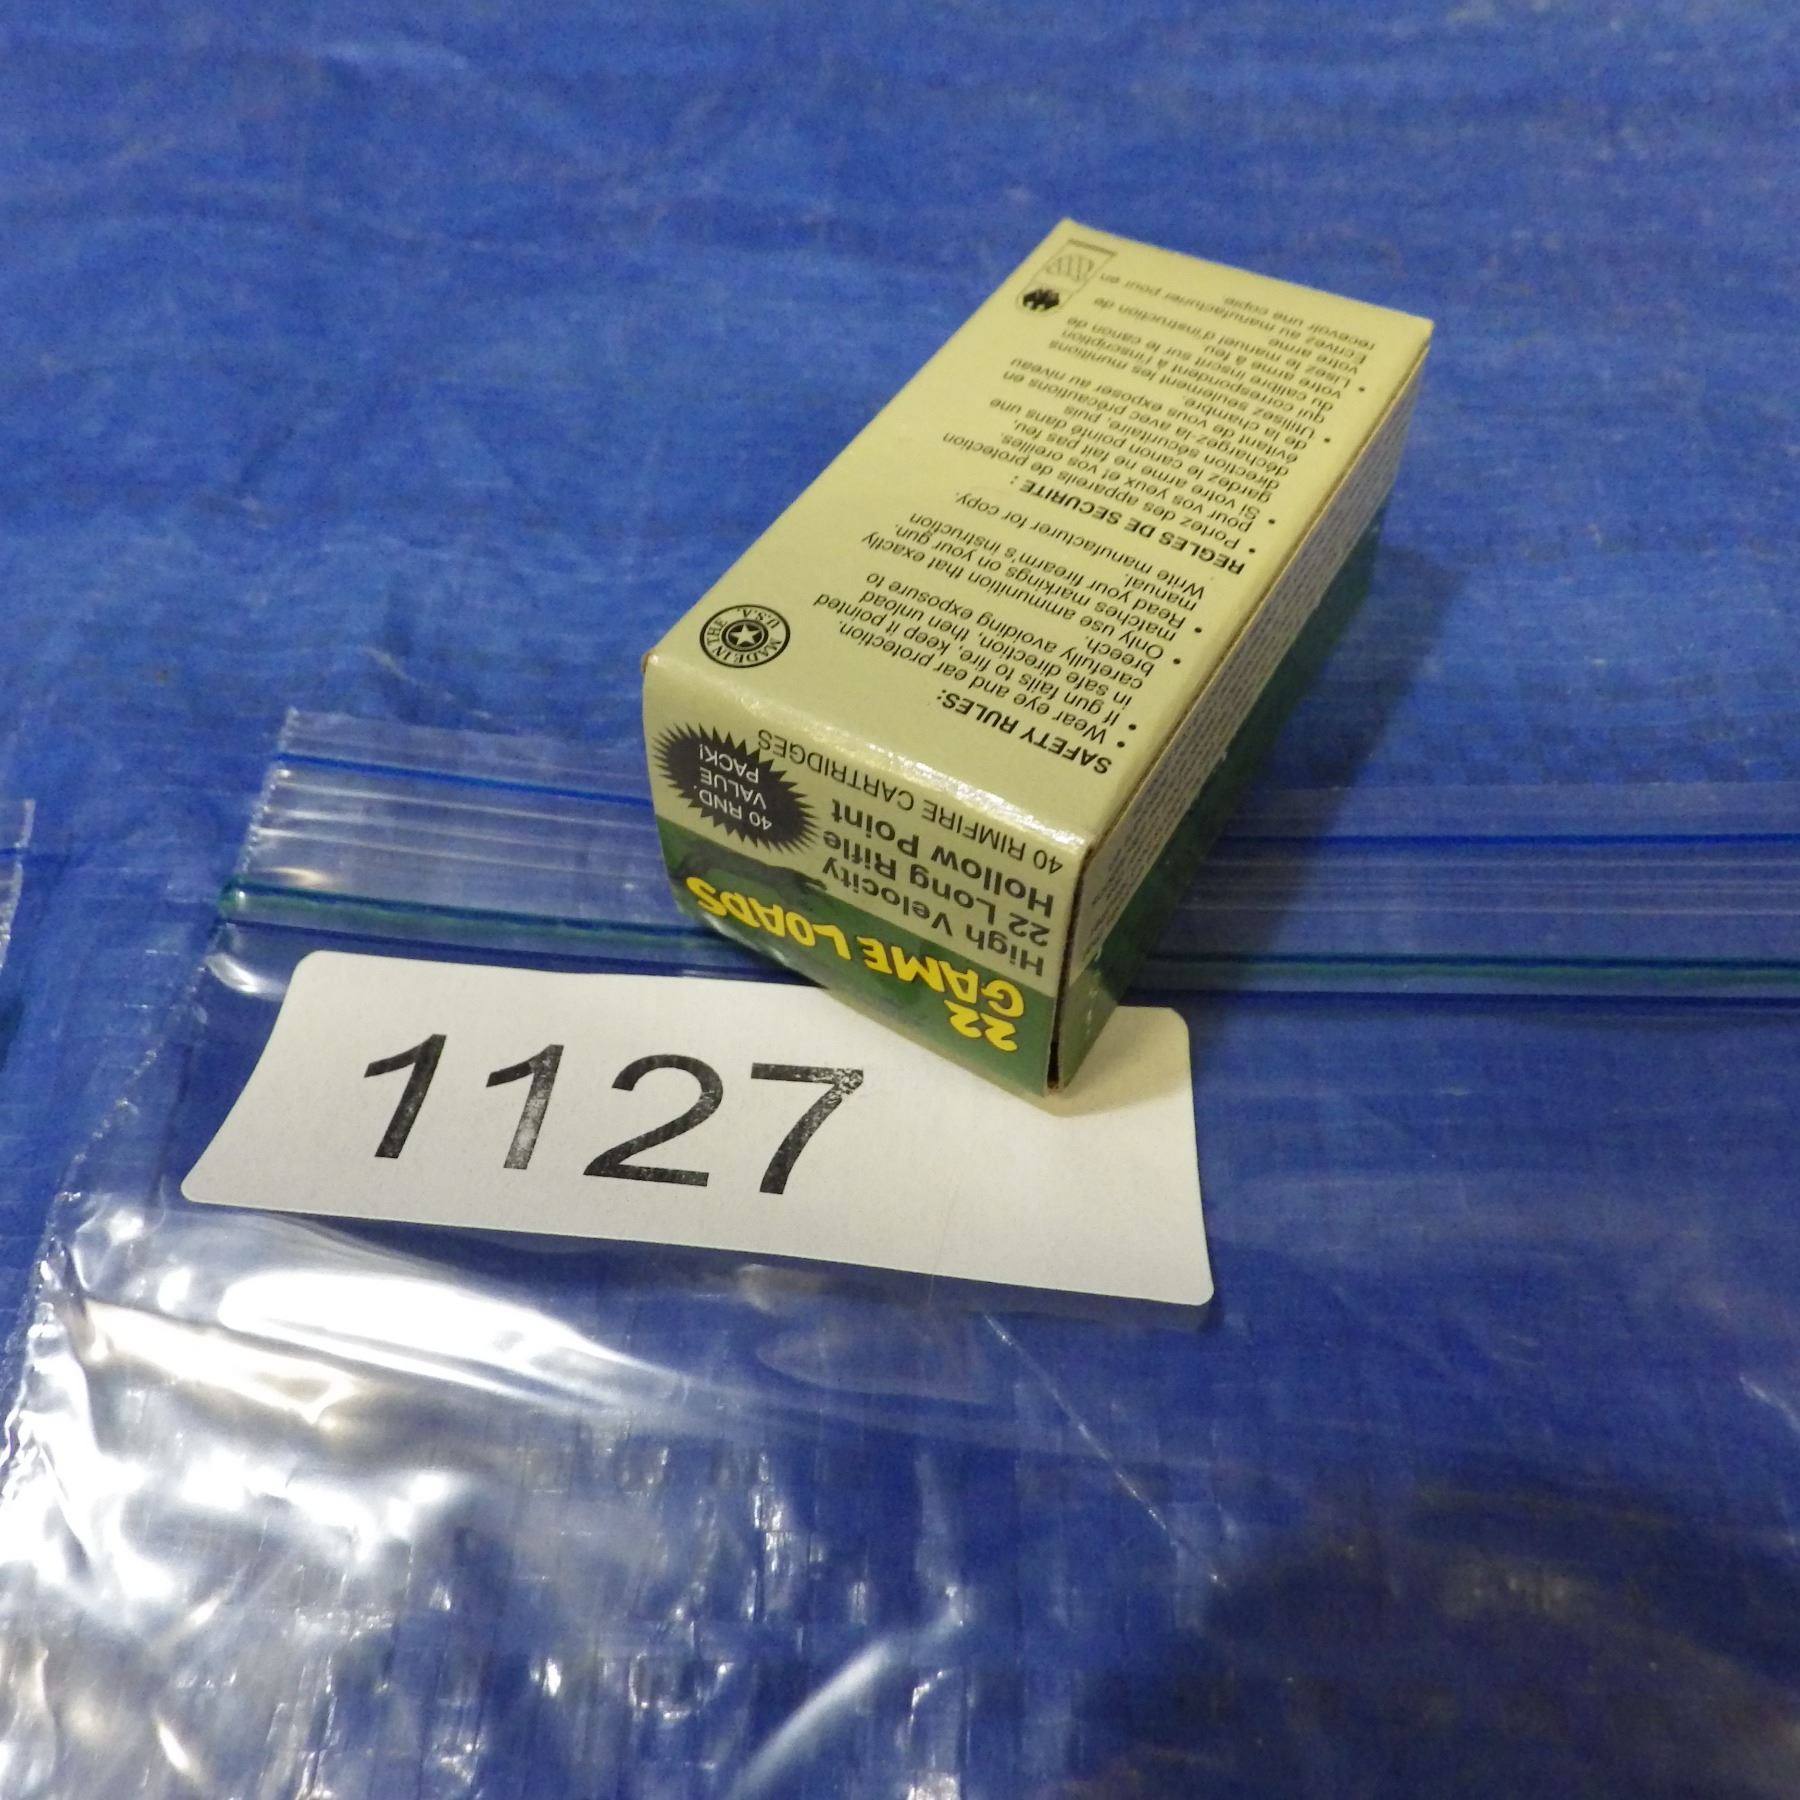 22
GAME LOADS
High Velocity
22 Long Rifle
Hollow Point
40 RIMFIRE CARTRIDGES
40 RND.
VALUE
PACK!
SAFETY RULES:
• Wear eye and ear protection.
• If gun fails to fire, keep it pointed
in safe direction, then unload
carefully avoiding exposure to
breech.
• Only use ammunition that exactly
matches markings on your gun.
• Read your firearm's instruction
manual.
Write manufacturer for copy.
REGLES DE SECURITE :
• Portez des appareils de protection
pour vos yeux et vos oreilles.
• Si votre arme ne fait pas feu,
gardez le canon pointé dans une
direction sécuritaire, puis
déchargez-la avec précautions en
évitant de vous exposer au niveau
de la chambre.
• Utilisez seulement les munitions
qui correspondent à l'inscription
du calibre inscrit sur le canon de
votre arme à feu.
• Lisez le manuel d'instruction de
votre arme
Ecrivez au manufacturier pour en
recevoir une copie.
MADE IN THE
U.S.A.
1127